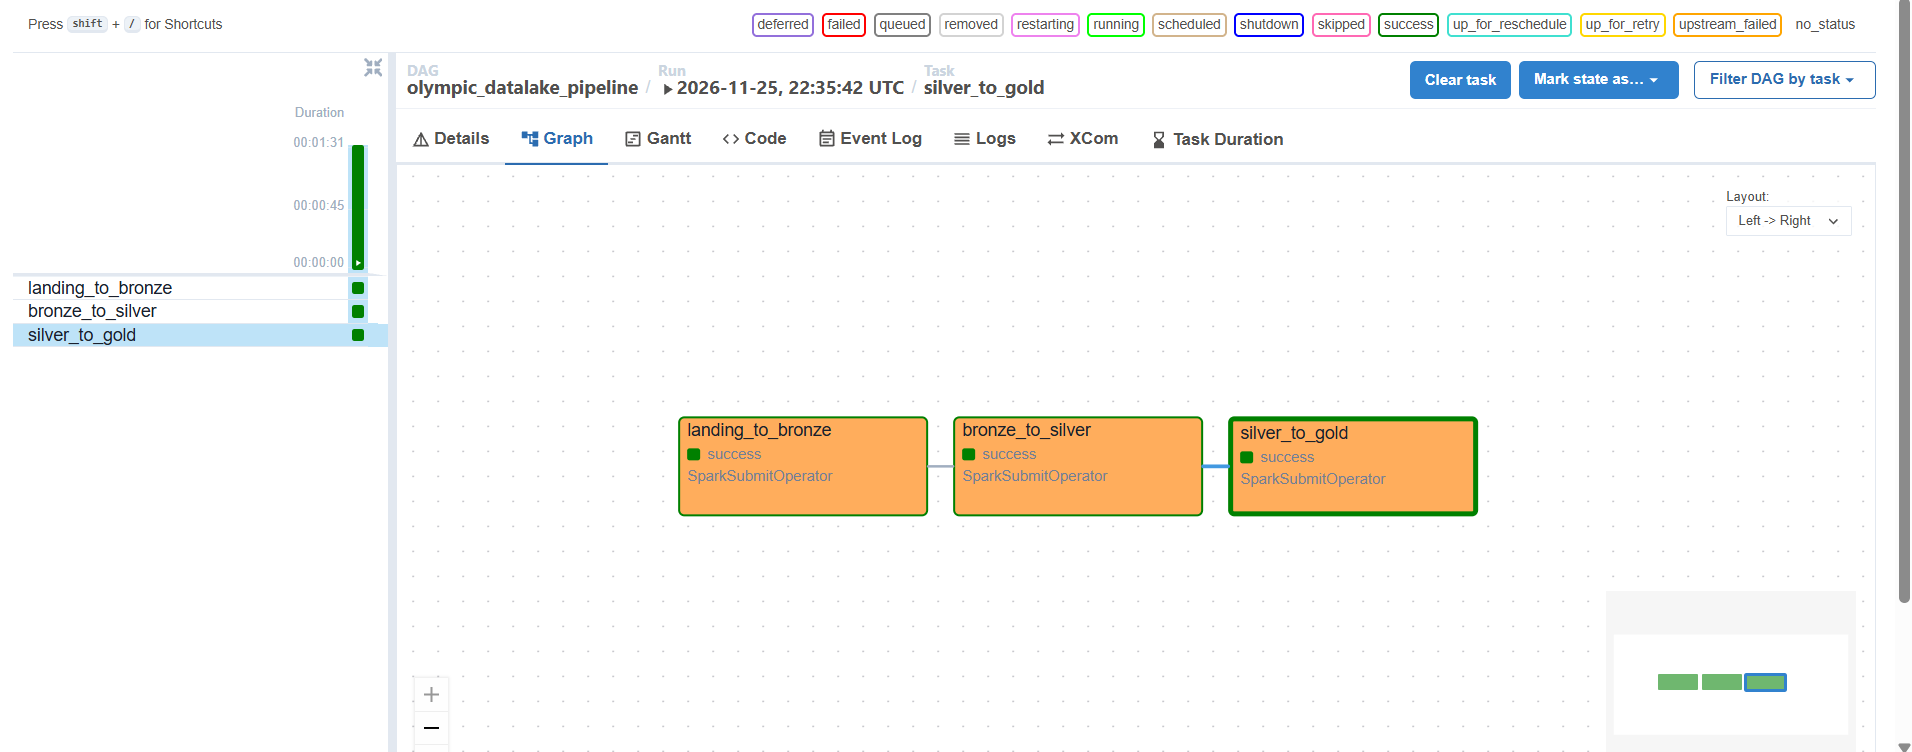 Press shift + / for Shortcuts
deferred failed queued removed restarting running scheduled shutdown skipped success up_for_reschedule up_for_retry upstream_failed no_status
DAG
olympic_datalake_pipeline
/
Run
2026-11-25, 22:35:42 UTC
/
Task
silver_to_gold
Clear task
Mark state as...
Filter DAG by task
Duration
00:01:31
00:00:45
00:00:00
landing_to_bronze
bronze_to_silver
silver_to_gold
Details
Graph
Gantt
Code
Event Log
Logs
XCom
Task Duration
Layout:
Left -> Right
landing_to_bronze
success
SparkSubmitOperator
bronze_to_silver
success
SparkSubmitOperator
silver_to_gold
success
SparkSubmitOperator